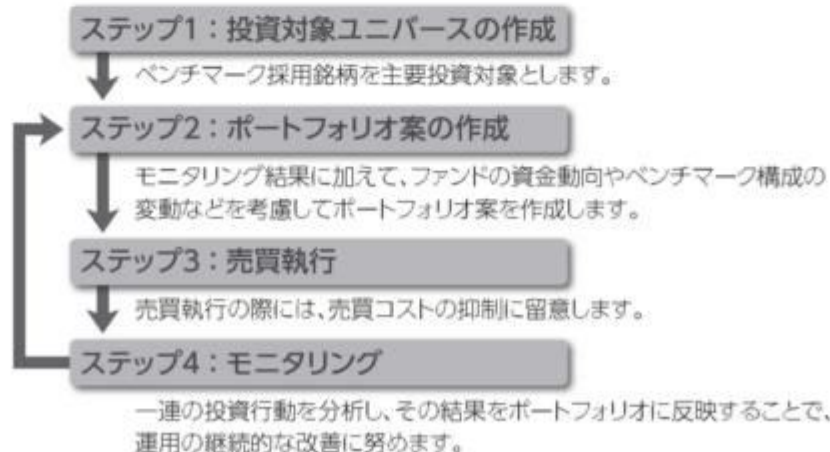 ステップ1：投資対象ユニバースの作成
ベンチマーク採用銘柄を主要投資対象とします。
ステップ2：ポートフォリオ案の作成
モニタリング結果に加えて、ファンドの資金動向やベンチマーク構成の
変動などを考慮してポートフォリオ案を作成します。
ステップ3：売買執行
売買執行の際には、売買コストの抑制に留意します。
ステップ4：モニタリング
一連の投資行動を分析し、その結果をポートフォリオに反映することで、
運用の継続的な改善に努めます。